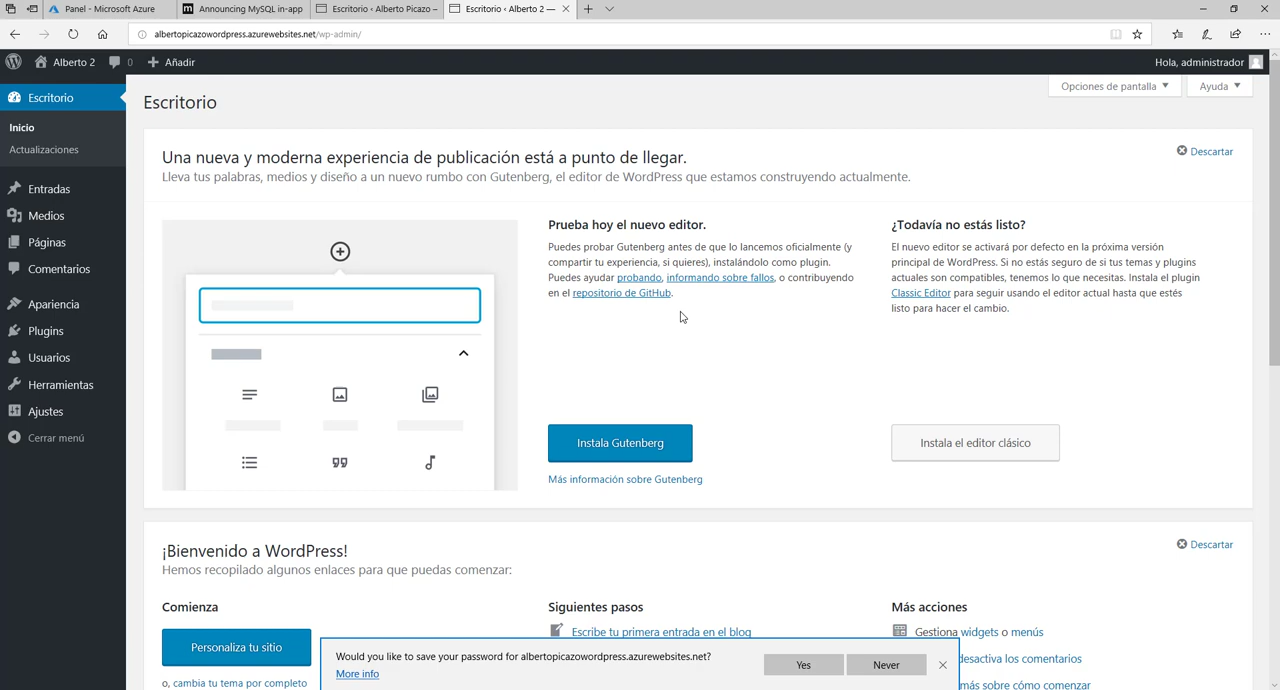 Panel - Microsoft Azure
Announcing MySQL in-app
Escritorio ‹ Alberto Picazo –
Escritorio ‹ Alberto 2 —
albertopicazowordpress.azurewebsites.net/wp-admin/
Alberto 2
0
Añadir
Hola, administrador
Escritorio
Inicio
Actualizaciones
Entradas
Medios
Páginas
Comentarios
Apariencia
Plugins
Usuarios
Herramientas
Ajustes
Cerrar menú
Escritorio
Opciones de pantalla
Ayuda
Una nueva y moderna experiencia de publicación está a punto de llegar.
Descartar
Lleva tus palabras, medios y diseño a un nuevo rumbo con Gutenberg, el editor de WordPress que estamos construyendo actualmente.
Prueba hoy el nuevo editor.
Puedes probar Gutenberg antes de que lo lancemos oficialmente (y
compartir tu experiencia, si quieres), instalándolo como plugin.
Puedes ayudar probando, informando sobre fallos, o contribuyendo
en el repositorio de GitHub.
Instala Gutenberg
Más información sobre Gutenberg
¿Todavía no estás listo?
El nuevo editor se activará por defecto en la próxima versión
principal de WordPress. Si no estás seguro de si tus temas y plugins
actuales son compatibles, tenemos lo que necesitas. Instala el plugin
Classic Editor para seguir usando el editor actual hasta que estés
listo para hacer el cambio.
Instala el editor clásico
¡Bienvenido a WordPress!
Descartar
Hemos recopilado algunos enlaces para que puedas comenzar:
Comienza
Personaliza tu sitio
o, cambia tu tema por completo
Siguientes pasos
Escribe tu primera entrada en el blog
Más acciones
Gestiona widgets o menús
desactiva los comentarios
más sobre cómo comenzar
Would you like to save your password for albertopicazowordpress.azurewebsites.net?
More info
Yes
Never